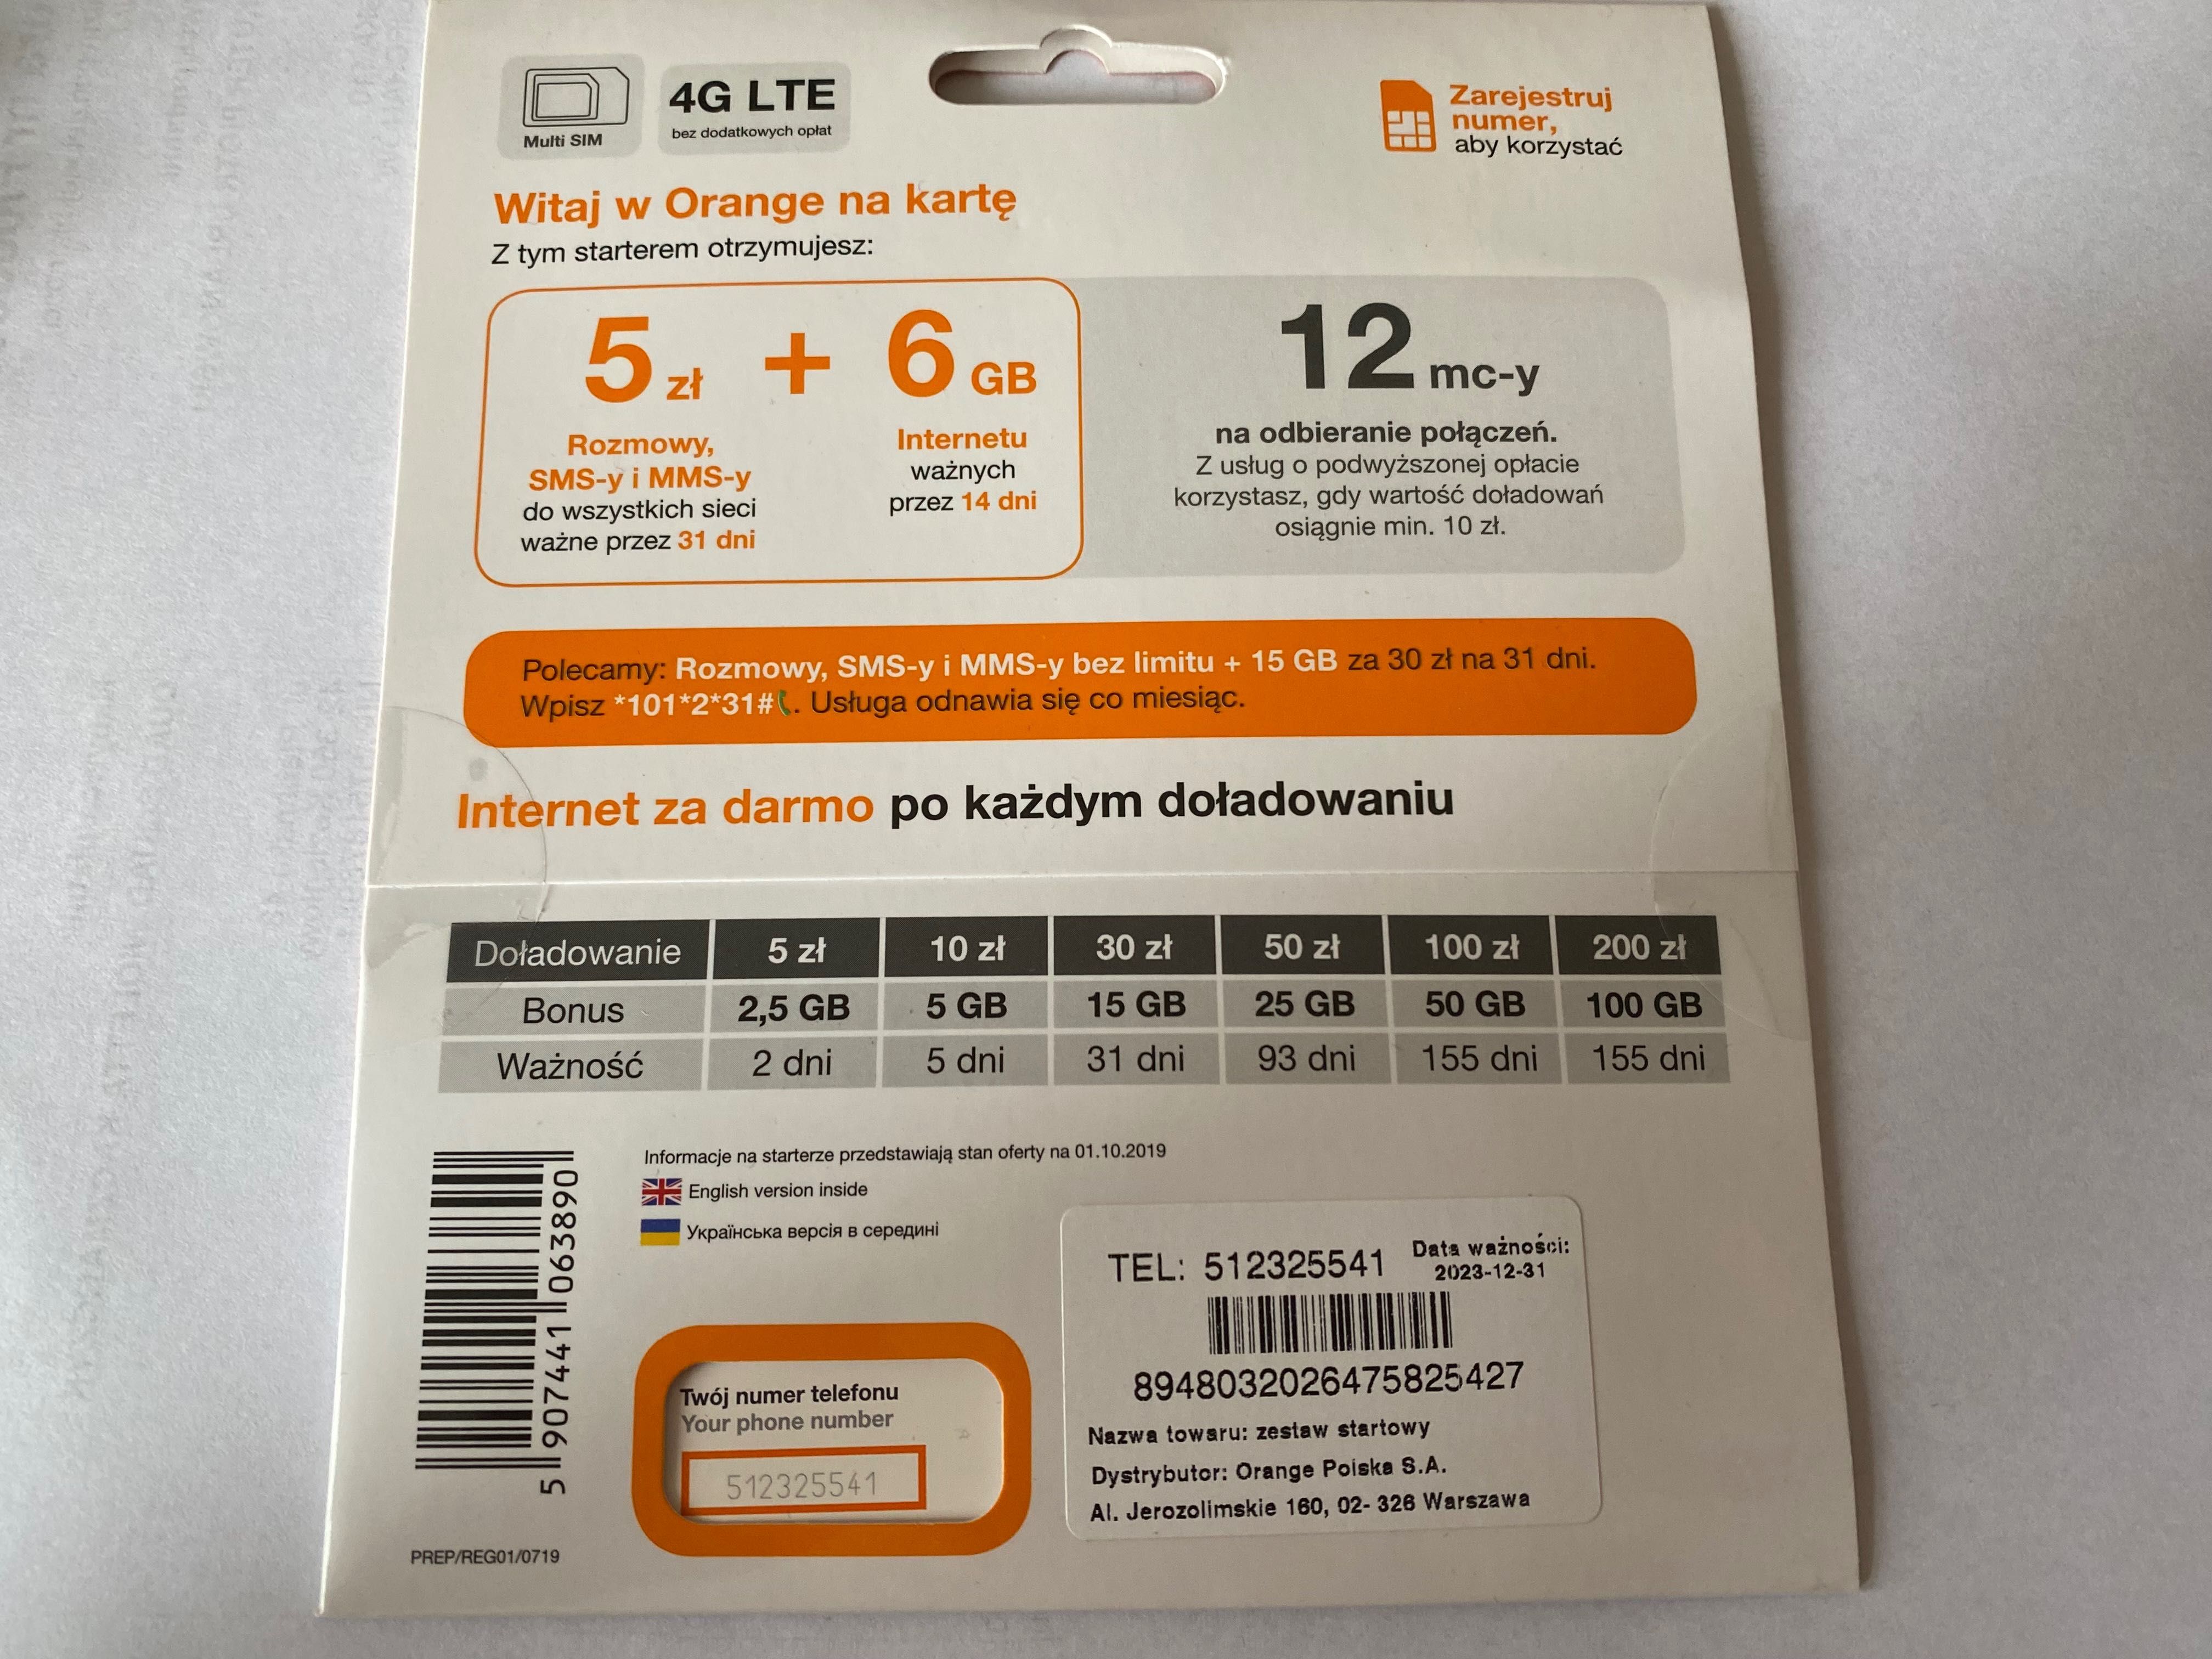 Multi SIM
4G LTE
bez dodatkowych opłat
Zarejestruj
numer,
aby korzystać
Witaj w Orange na kartę
Z tym starterem otrzymujesz:
5 zł + 6 GB
Rozmowy,
SMS-y i MMS-y
do wszystkich sieci
ważne przez 31 dni
Internetu
ważnych
przez 14 dni
12 mc-y
na odbieranie połączeń.
Z usług o podwyższonej opłacie
korzystasz, gdy wartość doładowań
osiągnie min. 10 zł.
Polecamy: Rozmowy, SMS-y i MMS-y bez limitu + 15 GB za 30 zł na 31 dni.
Wpisz *101*2*31#. Usługa odnawia się co miesiąc.
Internet za darmo po każdym doładowaniu
Doładowanie 5 zł 10 zł 30 zł 50 zł 100 zł 200 zł
Bonus 2,5 GB 5 GB 15 GB 25 GB 50 GB 100 GB
Ważność 2 dni 5 dni 31 dni 93 dni 155 dni 155 dni
5 907441 063890
Informacje na starterze przedstawiają stan oferty na 01.10.2019
English version inside
Українська версія в середині
Twój numer telefonu
Your phone number
512325541
PREP/REG01/0719
TEL: 512325541
Data ważności:
2023-12-31
8948032026475825427
Nazwa towaru: zestaw startowy
Dystrybutor: Orange Polska S.A.
Al. Jerozolimskie 160, 02- 326 Warszawa